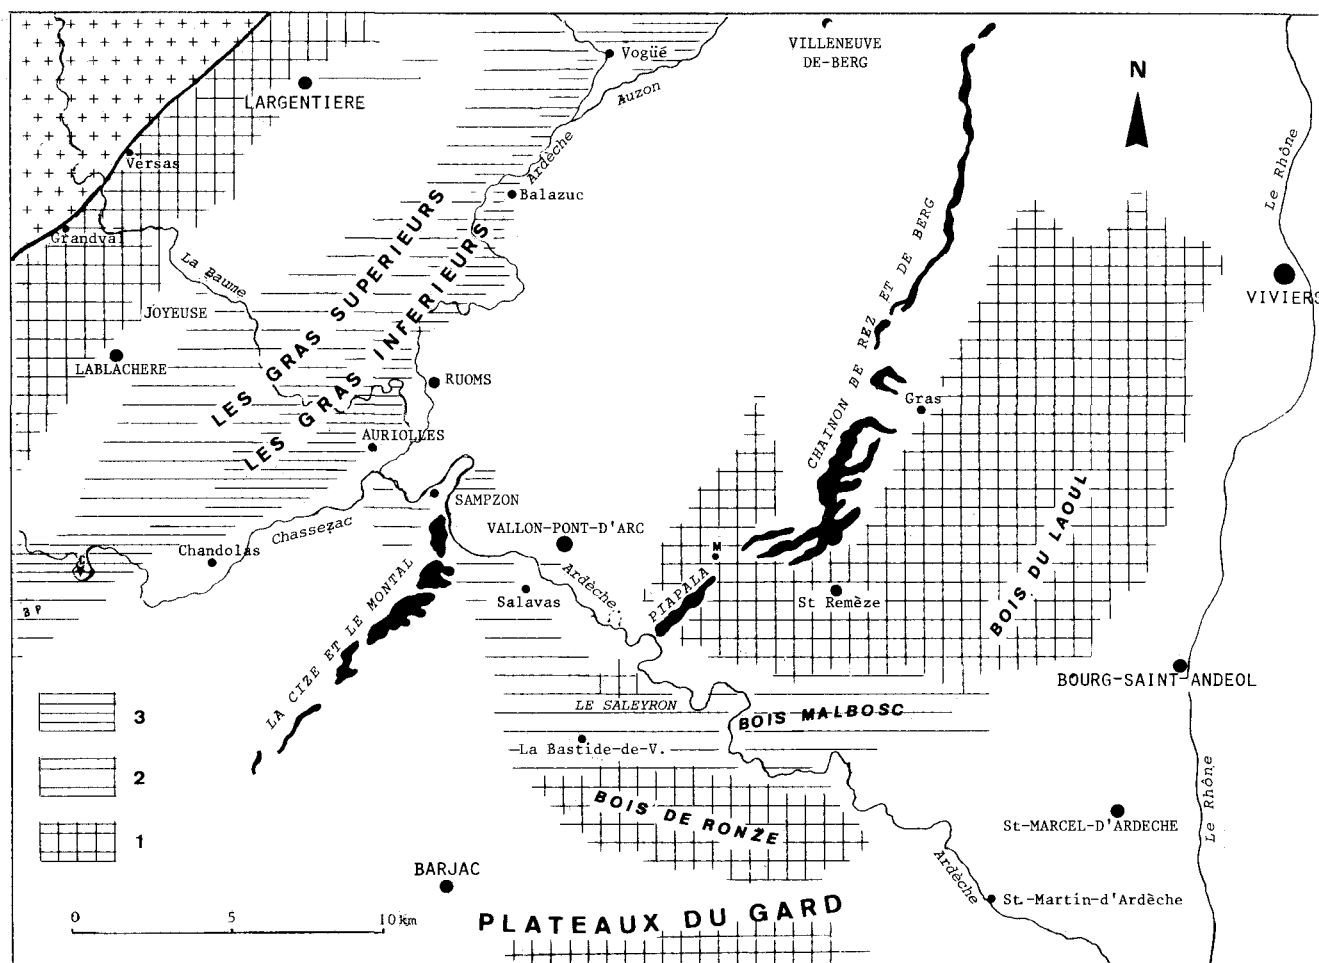 VILLENEUVE
DE-BERG
Vogüé
Auzon
N
LARGENTIERE
Le Rhône
Ardèche
Versas
Balazuc
Grandval
La Baume
LES GRAS SUPERIEURS
LES GRAS INFERIEURS
CHAINON DE REZ ET DE BERG
VIVIERS
JOYEUSE
LABLACHERE
RUOMS
Gras
AURIOLLES
SAMPZON
Chassezac
VALLON-PONT-D'ARC
Chandolas
M
BOIS DU LAOUL
Ardèche
PIAPALA
Salavas
St Remèze
B P
LA CIZE ET LE MONTAL
BOURG-SAINT-ANDEOL
LE SALEYRON
BOIS MALBOSC
3
La Bastide-de-V.
2
Le Rhône
BOIS DE RONZE
1
St-MARCEL-D'ARDECHE
BARJAC
Ardèche
St-Martin-d'Ardèche
PLATEAUX DU GARD
0 5 10 km